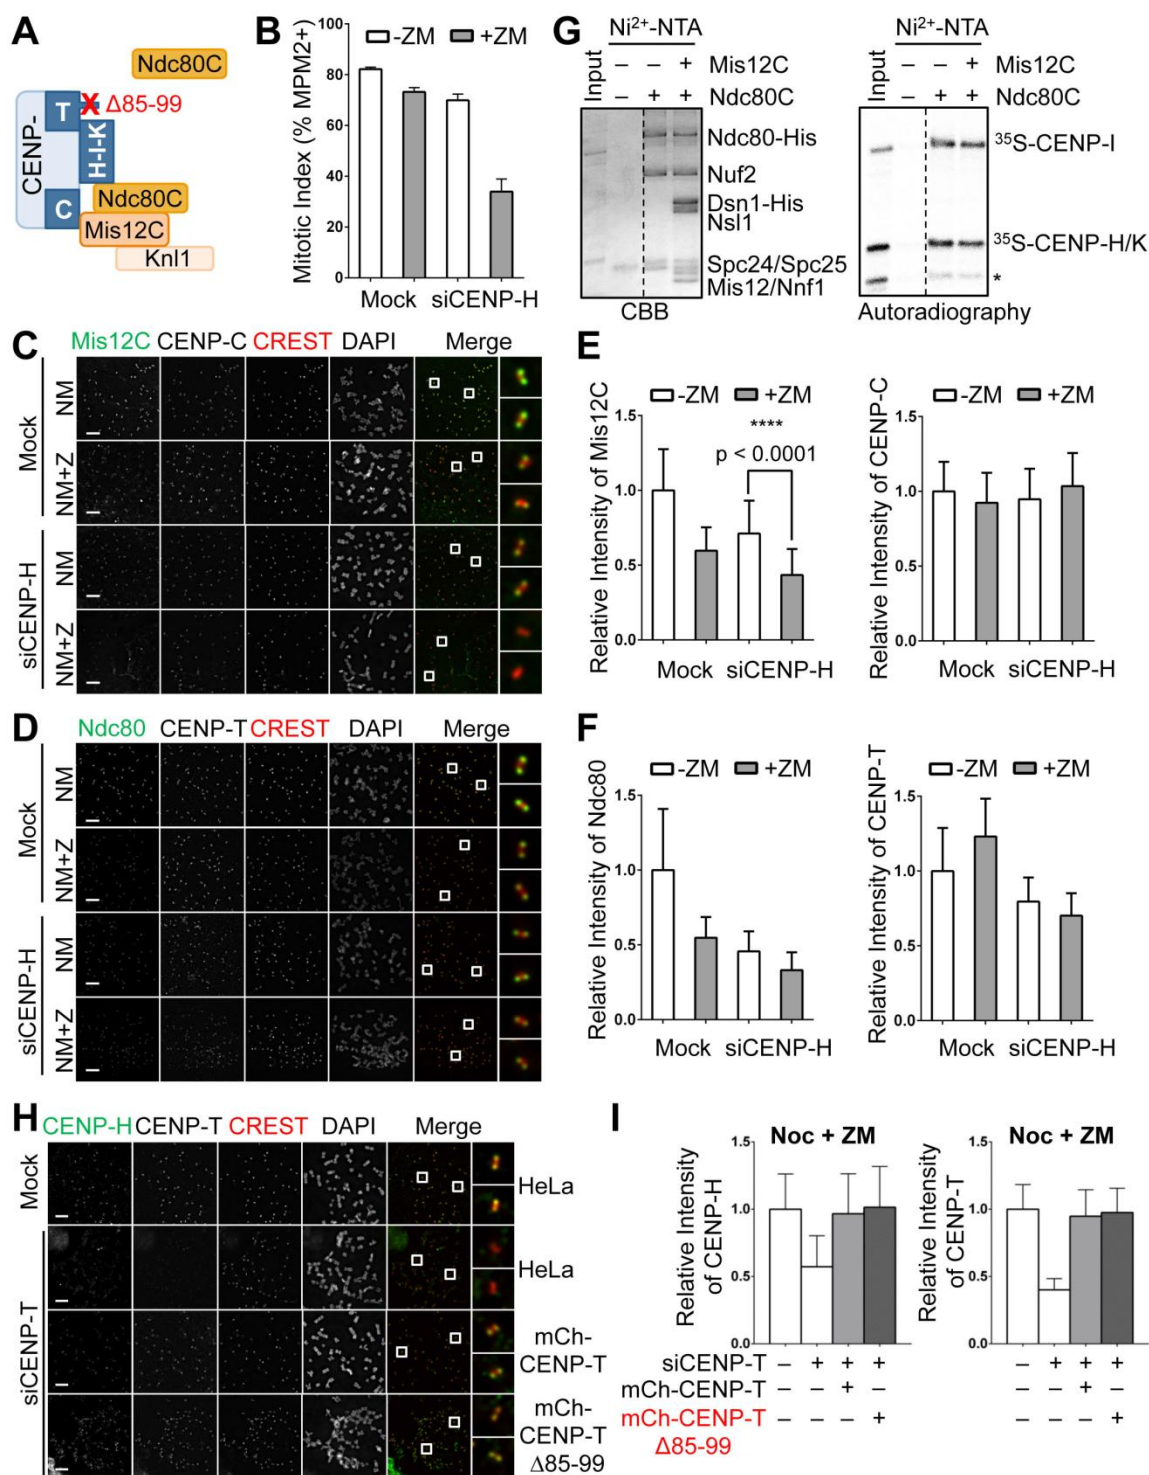 A
Ndc80C
CENP-
T
X Δ85-99
H-I-K
C
Ndc80C
Mis12C
Knl1
B
-ZM +ZM
Mitotic Index (% MPM2+)
100
80
60
40
20
0
Mock siCENP-H
G
Ni²⁺-NTA
Input – – + Mis12C
– + + Ndc80C
Ndc80-His
Nuf2
Dsn1-His
Nsl1
Spc24/Spc25
Mis12/Nnf1
CBB
Ni²⁺-NTA
Input – – + Mis12C
– + + Ndc80C
³⁵S-CENP-I
³⁵S-CENP-H/K
*
Autoradiography
C
Mis12C CENP-C CREST DAPI Merge
Mock
NM
NM+Z
siCENP-H
NM
NM+Z
E
-ZM +ZM
Relative Intensity of Mis12C
1.5
1.0
0.5
0.0
****
p < 0.0001
Mock siCENP-H
-ZM +ZM
Relative Intensity of CENP-C
1.5
1.0
0.5
0.0
Mock siCENP-H
D
Ndc80 CENP-T CREST DAPI Merge
Mock
NM
NM+Z
siCENP-H
NM
NM+Z
F
-ZM +ZM
Relative Intensity of Ndc80
1.5
1.0
0.5
0.0
Mock siCENP-H
-ZM +ZM
Relative Intensity of CENP-T
1.5
1.0
0.5
0.0
Mock siCENP-H
H
CENP-H CENP-T CREST DAPI Merge
Mock
HeLa
siCENP-T
HeLa
mCh-
CENP-T
mCh-
CENP-T
Δ85-99
I
Noc + ZM
Relative Intensity
of CENP-H
1.5
1.0
0.5
0.0
Noc + ZM
Relative Intensity
of CENP-T
1.5
1.0
0.5
0.0
siCENP-T – + + + – + + +
mCh-CENP-T – – + – – – + –
mCh-CENP-T – – – + – – – +
Δ85-99